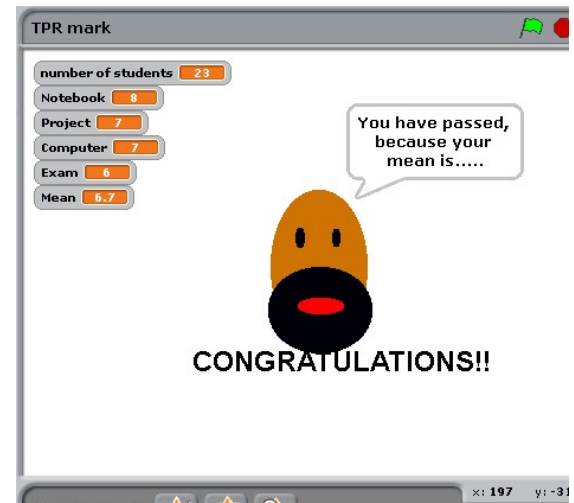 TPR mark
number of students 23
Notebook 8
Project 7
Computer 7
Exam 6
Mean 6.7
You have passed,
because your
mean is.....
CONGRATULATIONS!!
x: 197 y: -31